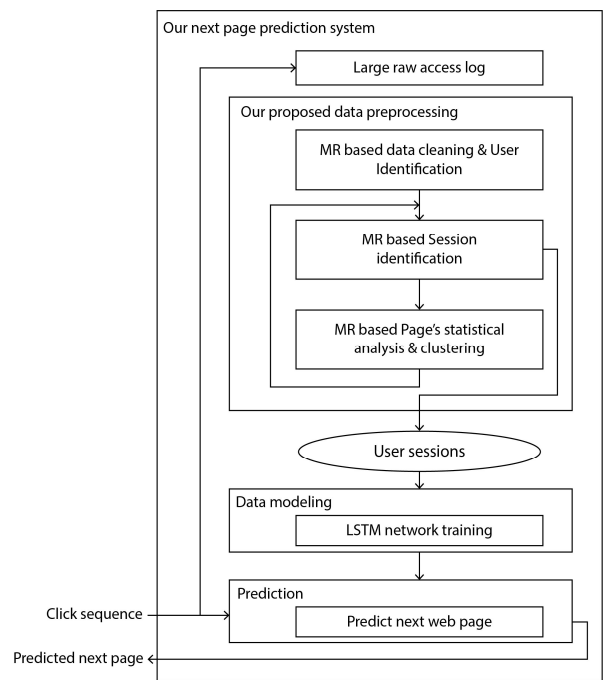 Our next page prediction system
Large raw access log
Our proposed data preprocessing
MR based data cleaning & User
Identification
MR based Session
identification
MR based Page's statistical
analysis & clustering
User sessions
Data modeling
LSTM network training
Prediction
Predict next web page
Click sequence
Predicted next page